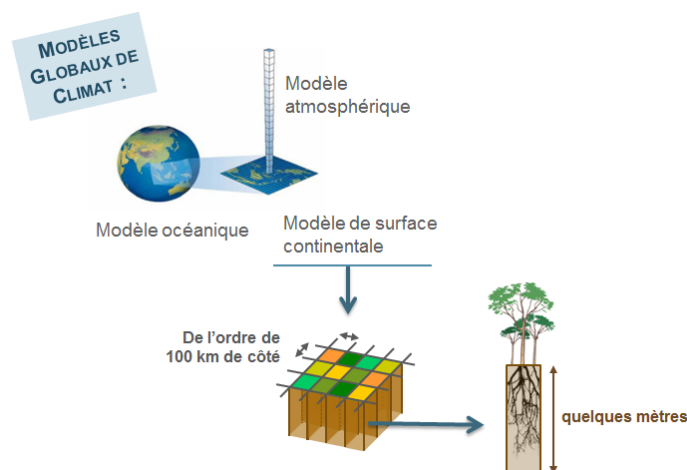 MODÈLES
GLOBAUX DE
CLIMAT :
Modèle
atmosphérique
Modèle océanique
Modèle de surface
continentale
De l'ordre de
100 km de côté
quelques mètres